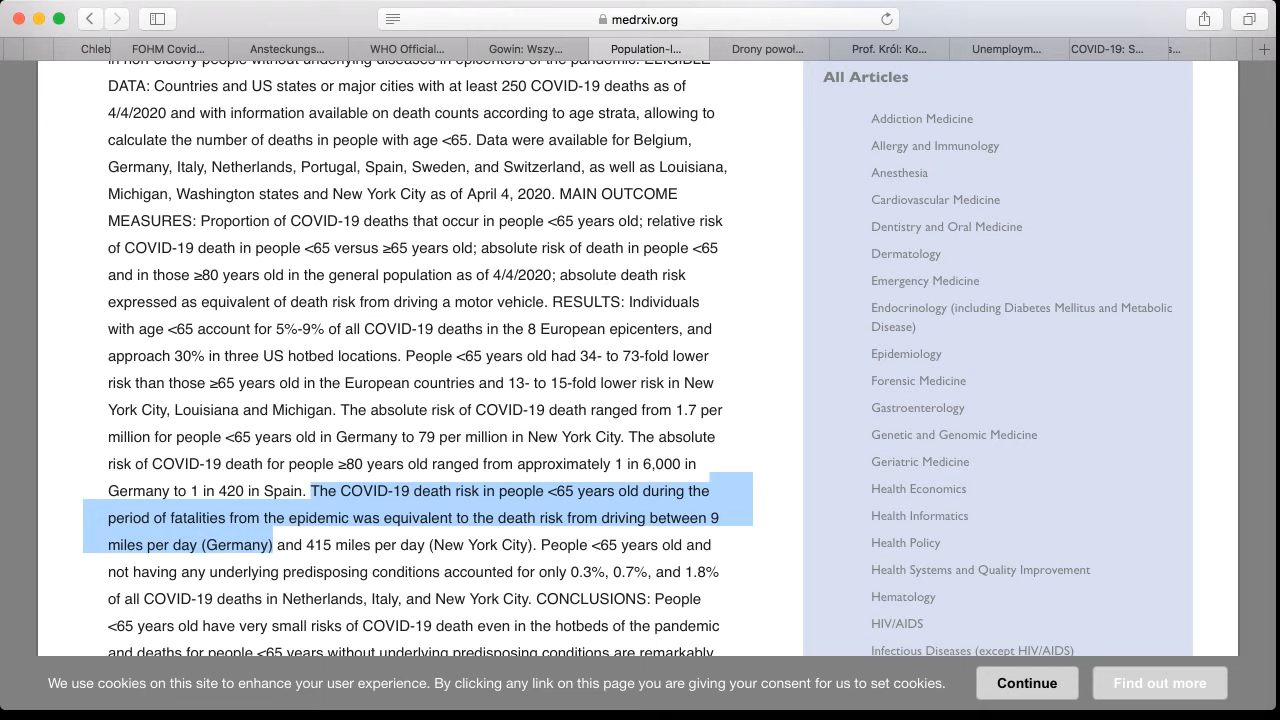 medrxiv.org
Chleb
FOHM Covid...
Ansteckungs...
WHO Official...
Gowin: Wszy...
Population-I...
Drony powoł...
Prof. Król: Ko...
Unemploym...
COVID-19: S...
s...
DATA: Countries and US states or major cities with at least 250 COVID-19 deaths as of
4/4/2020 and with information available on death counts according to age strata, allowing to
calculate the number of deaths in people with age <65. Data were available for Belgium,
Germany, Italy, Netherlands, Portugal, Spain, Sweden, and Switzerland, as well as Louisiana,
Michigan, Washington states and New York City as of April 4, 2020. MAIN OUTCOME
MEASURES: Proportion of COVID-19 deaths that occur in people <65 years old; relative risk
of COVID-19 death in people <65 versus ≥65 years old; absolute risk of death in people <65
and in those ≥80 years old in the general population as of 4/4/2020; absolute death risk
expressed as equivalent of death risk from driving a motor vehicle. RESULTS: Individuals
with age <65 account for 5%-9% of all COVID-19 deaths in the 8 European epicenters, and
approach 30% in three US hotbed locations. People <65 years old had 34- to 73-fold lower
risk than those ≥65 years old in the European countries and 13- to 15-fold lower risk in New
York City, Louisiana and Michigan. The absolute risk of COVID-19 death ranged from 1.7 per
million for people <65 years old in Germany to 79 per million in New York City. The absolute
risk of COVID-19 death for people ≥80 years old ranged from approximately 1 in 6,000 in
Germany to 1 in 420 in Spain. The COVID-19 death risk in people <65 years old during the
period of fatalities from the epidemic was equivalent to the death risk from driving between 9
miles per day (Germany) and 415 miles per day (New York City). People <65 years old and
not having any underlying predisposing conditions accounted for only 0.3%, 0.7%, and 1.8%
of all COVID-19 deaths in Netherlands, Italy, and New York City. CONCLUSIONS: People
<65 years old have very small risks of COVID-19 death even in the hotbeds of the pandemic
and deaths for people <65 years without underlying predisposing conditions are remarkably
All Articles
Addiction Medicine
Allergy and Immunology
Anesthesia
Cardiovascular Medicine
Dentistry and Oral Medicine
Dermatology
Emergency Medicine
Endocrinology (including Diabetes Mellitus and Metabolic
Disease)
Epidemiology
Forensic Medicine
Gastroenterology
Genetic and Genomic Medicine
Geriatric Medicine
Health Economics
Health Informatics
Health Policy
Health Systems and Quality Improvement
Hematology
HIV/AIDS
Infectious Diseases (except HIV/AIDS)
We use cookies on this site to enhance your user experience. By clicking any link on this page you are giving your consent for us to set cookies.
Continue
Find out more